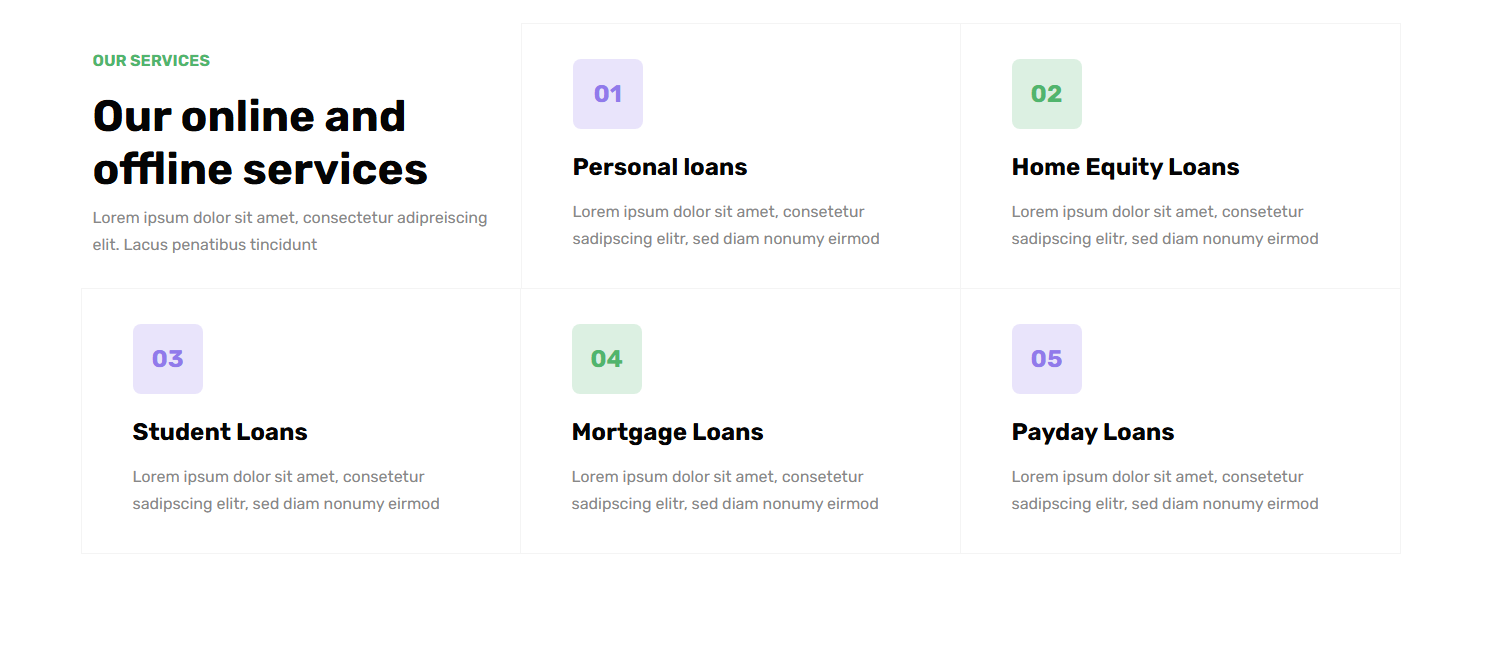 OUR SERVICES
Our online and
offline services
Lorem ipsum dolor sit amet, consectetur adipreiscing
elit. Lacus penatibus tincidunt
01
Personal loans
Lorem ipsum dolor sit amet, consetetur
sadipscing elitr, sed diam nonumy eirmod
02
Home Equity Loans
Lorem ipsum dolor sit amet, consetetur
sadipscing elitr, sed diam nonumy eirmod
03
Student Loans
Lorem ipsum dolor sit amet, consetetur
sadipscing elitr, sed diam nonumy eirmod
04
Mortgage Loans
Lorem ipsum dolor sit amet, consetetur
sadipscing elitr, sed diam nonumy eirmod
05
Payday Loans
Lorem ipsum dolor sit amet, consetetur
sadipscing elitr, sed diam nonumy eirmod